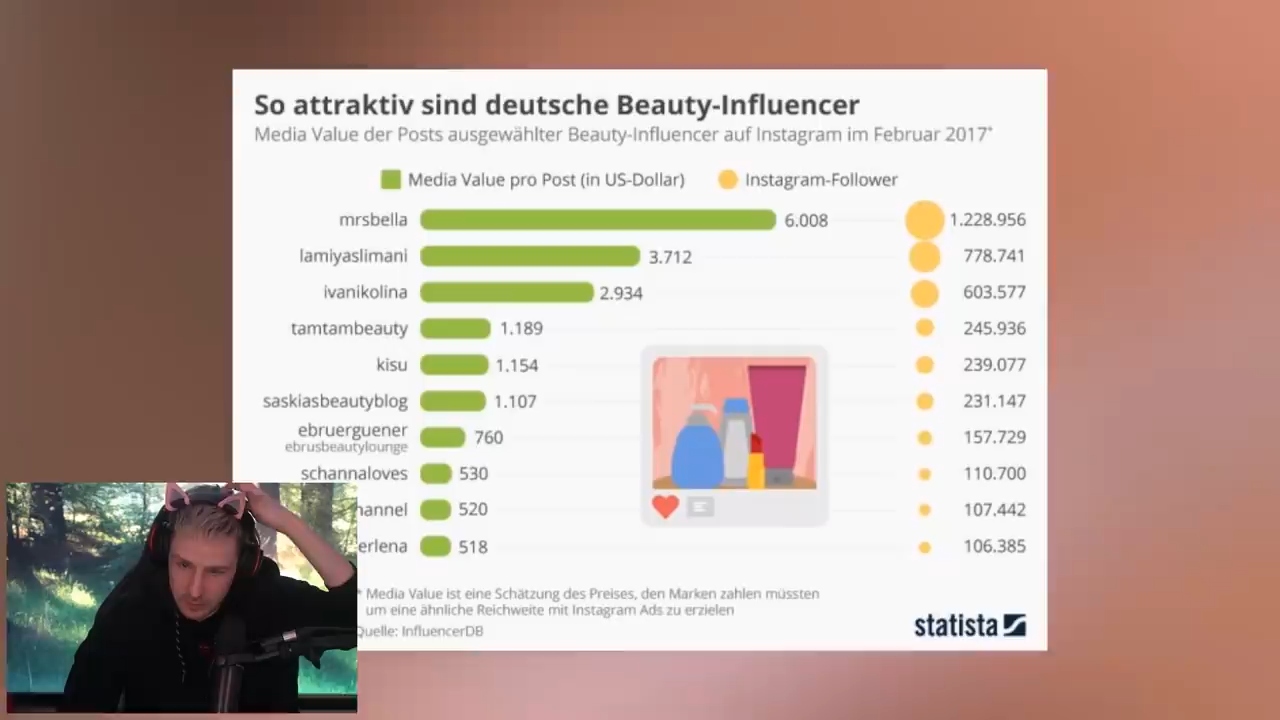 So attraktiv sind deutsche Beauty-Influencer
Media Value der Posts ausgewählter Beauty-Influencer auf Instagram im Februar 2017*
Media Value pro Post (in US-Dollar) Instagram-Follower
mrsbella 6.008 1.228.956
lamiyaslimani 3.712 778.741
ivanikolina 2.934 603.577
tamtambeauty 1.189 245.936
kisu 1.154 239.077
saskiasbeautyblog 1.107 231.147
ebruerguener 760 157.729
ebrusbeautylounge
schannaloves 530 110.700
520 107.442
518 106.385
* Media Value ist eine Schätzung des Preises, den Marken zahlen müssten
um eine ähnliche Reichweite mit Instagram Ads zu erzielen
Quelle: InfluencerDB
statista